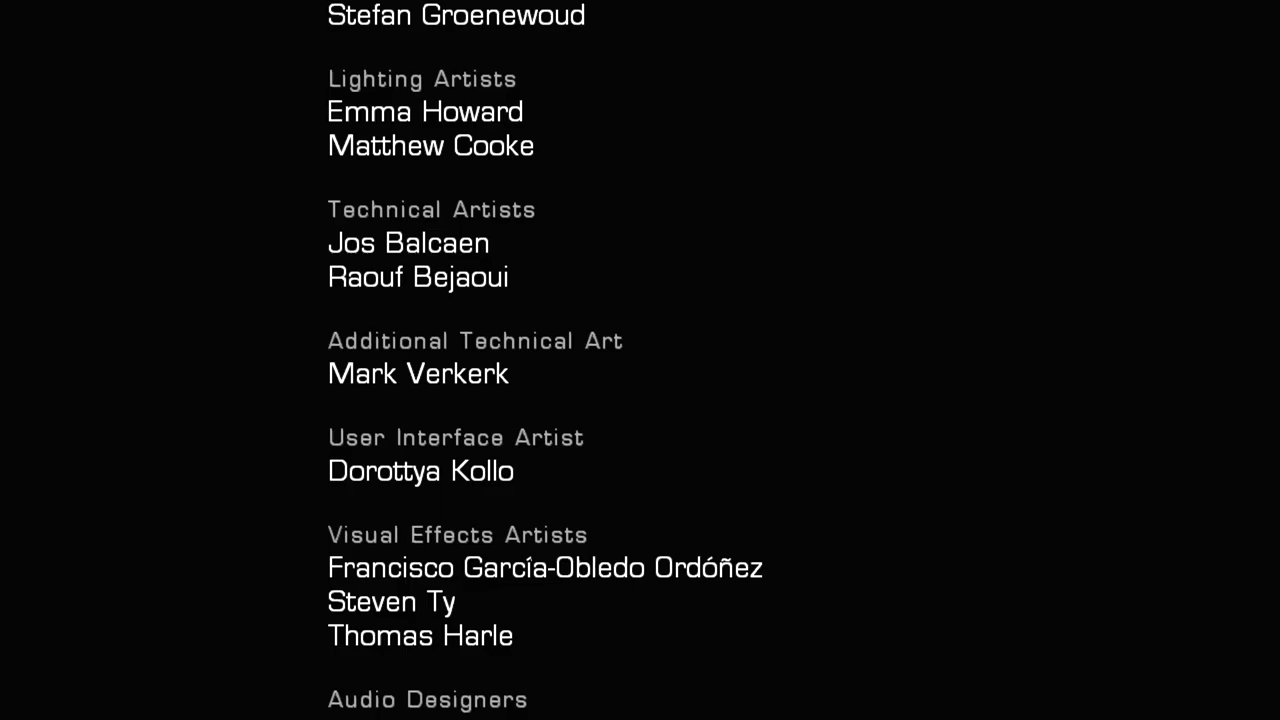 Stefan Groenewoud
Lighting Artists
Emma Howard
Matthew Cooke
Technical Artists
Jos Balcaen
Raouf Bejaoui
Additional Technical Art
Mark Verkerk
User Interface Artist
Dorottya Kollo
Visual Effects Artists
Francisco García-Obledo Ordóñez
Steven Ty
Thomas Harle
Audio Designers